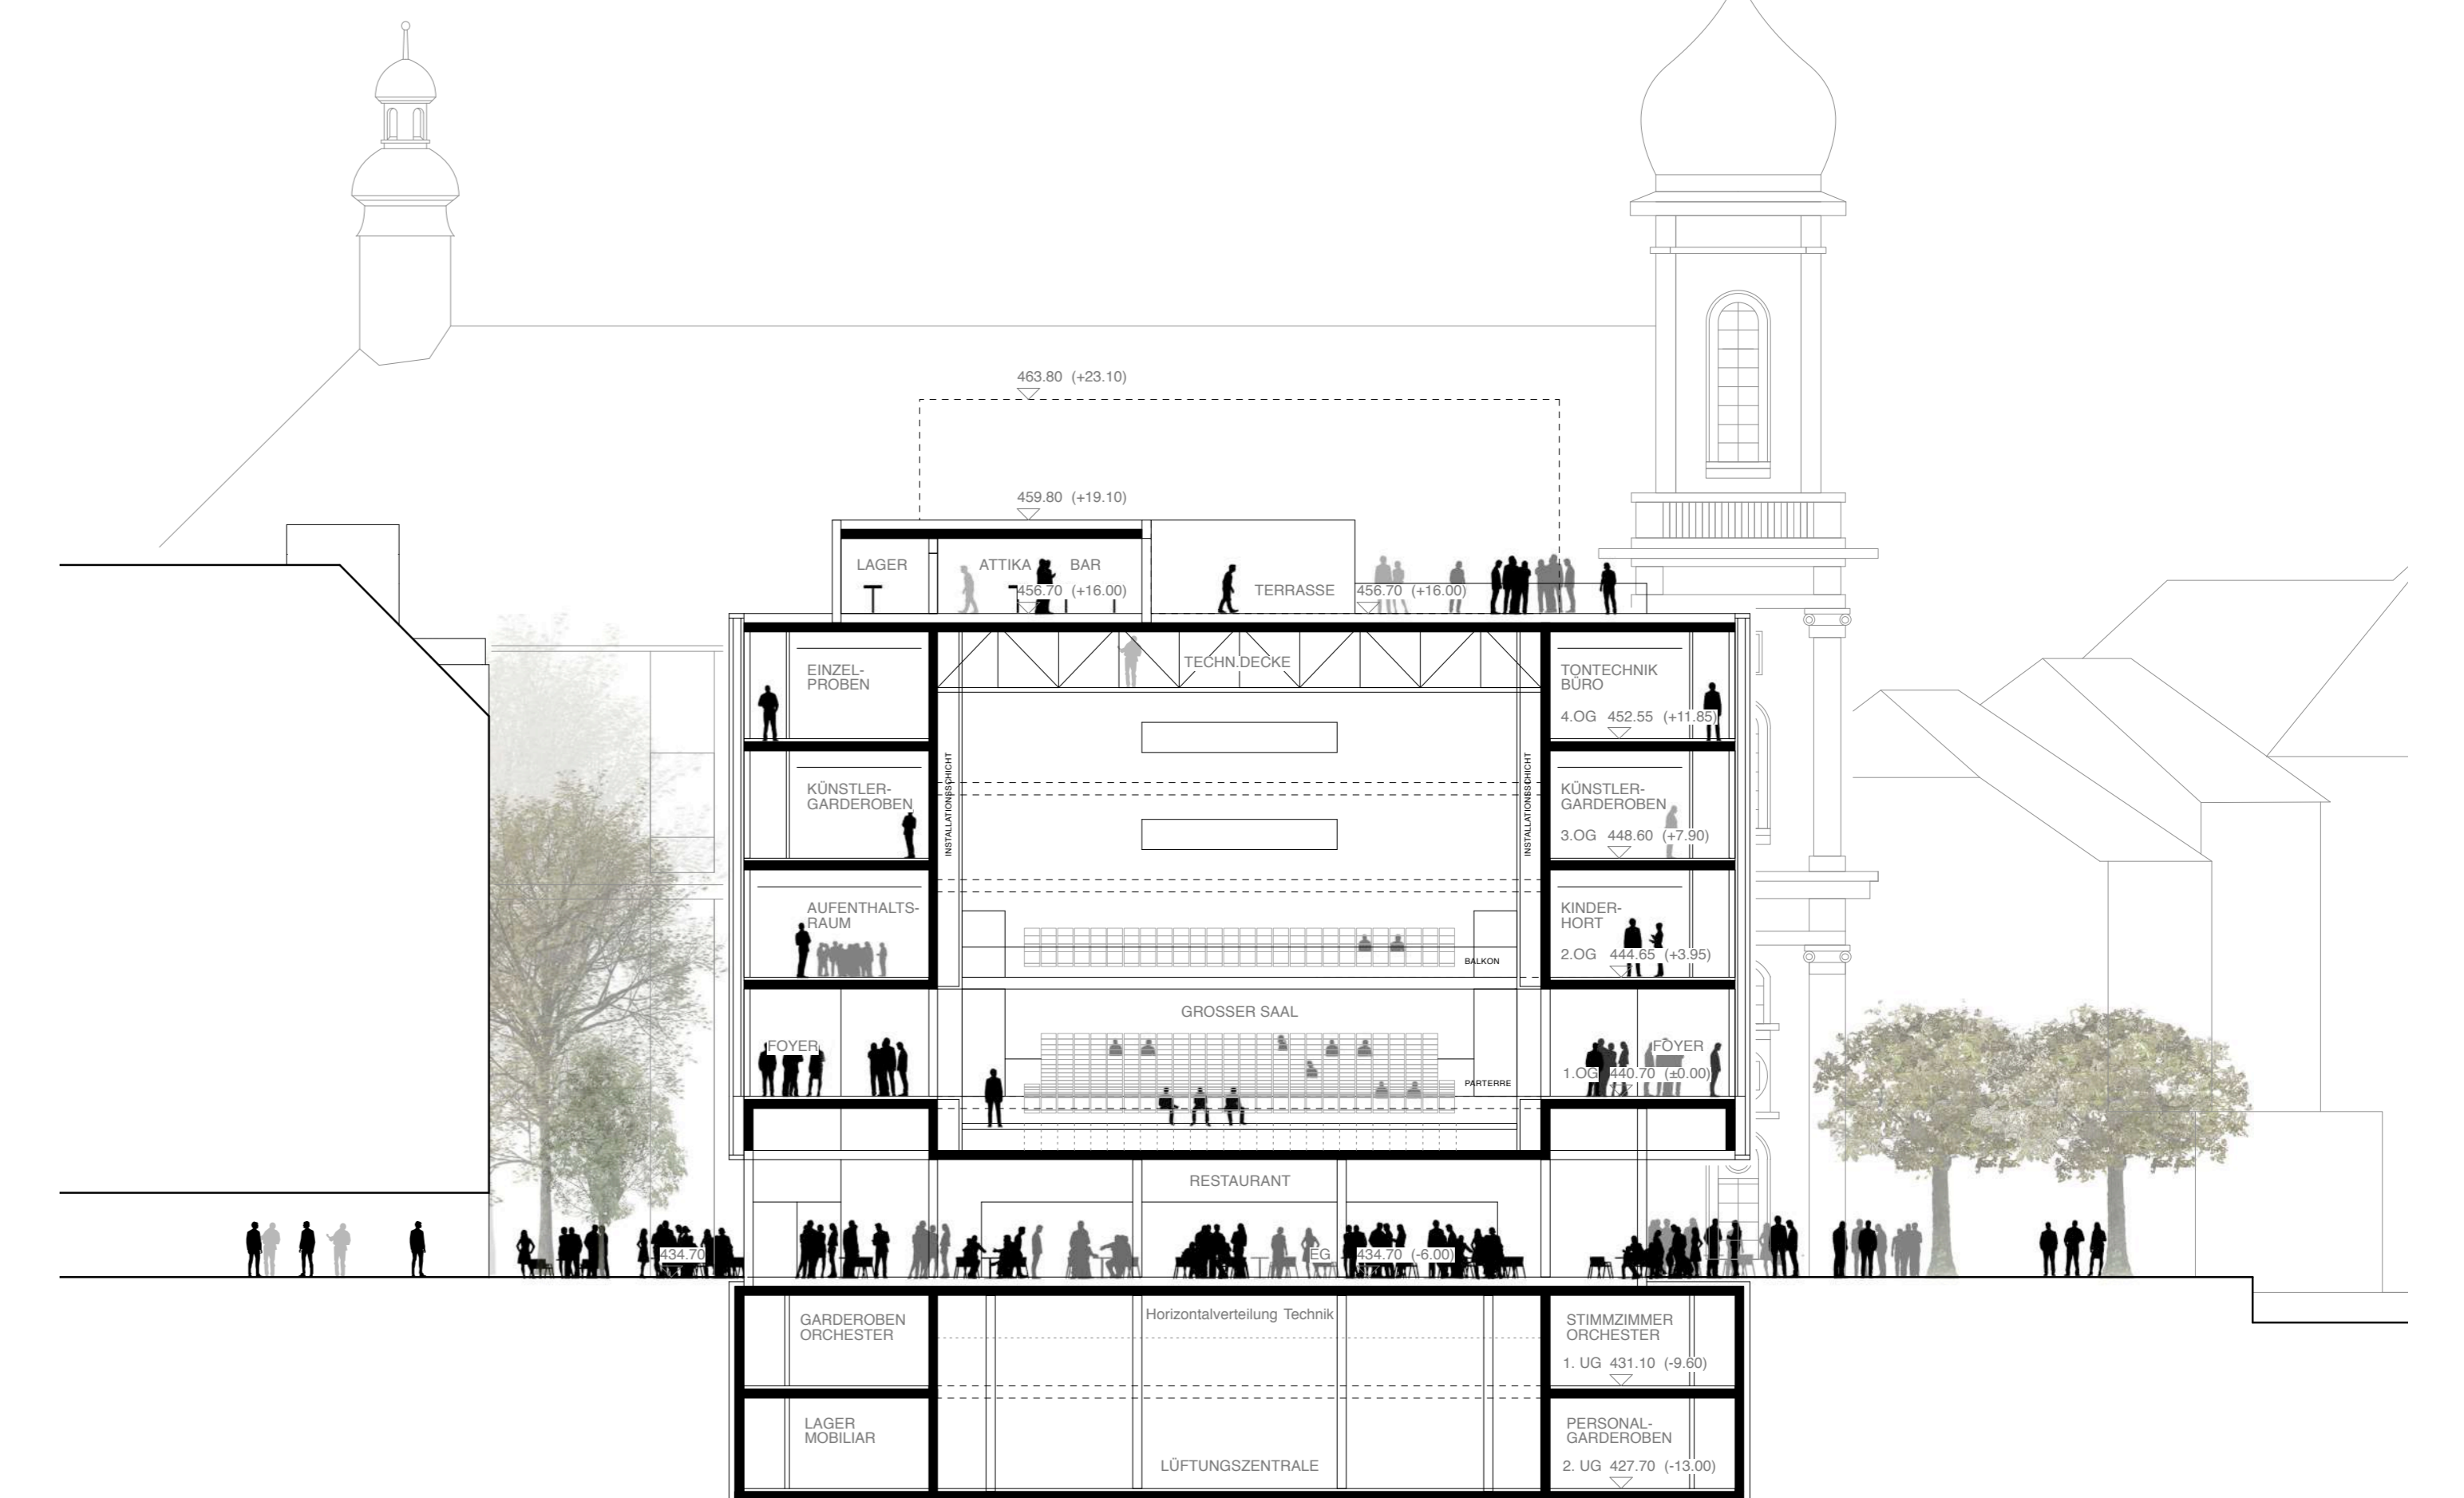 463.80 (+23.10)
459.80 (+19.10)
LAGER
ATTIKA BAR
456.70 (+16.00)
TERRASSE
456.70 (+16.00)
EINZEL-
PROBEN
TECHN.DECKE
TONTECHNIK
BÜRO
4.OG 452.55 (+11.85)
KÜNSTLER-
GARDEROBEN
INSTALLATIONSSCHICHT
INSTALLATIONSSCHICHT
KÜNSTLER-
GARDEROBEN
3.OG 448.60 (+7.90)
AUFENTHALTS-
RAUM
BALKON
KINDER-
HORT
2.OG 444.65 (+3.95)
GROSSER SAAL
FOYER
PARTERRE
FOYER
1.OG 440.70 (±0.00)
RESTAURANT
434.70
EG 434.70 (-6.00)
GARDEROBEN
ORCHESTER
Horizontalverteilung Technik
STIMMZIMMER
ORCHESTER
1. UG 431.10 (-9.60)
LAGER
MOBILIAR
LÜFTUNGSZENTRALE
PERSONAL-
GARDEROBEN
2. UG 427.70 (-13.00)